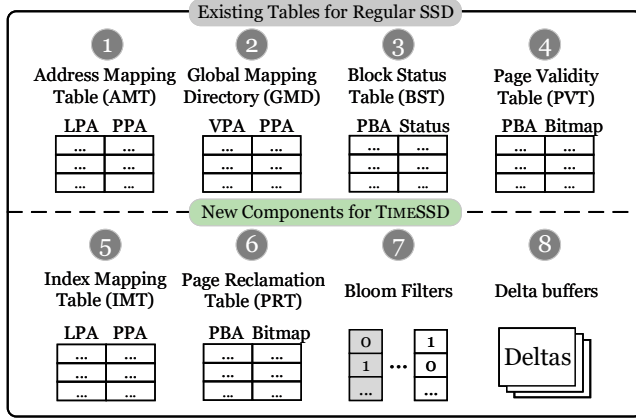 Existing Tables for Regular SSD
1 2 3 4
Address Mapping Global Mapping Block Status Page Validity
Table (AMT) Directory (GMD) Table (BST) Table (PVT)
LPA PPA VPA PPA PBA Status PBA Bitmap
... ... ... ... ... ... ... ...
... ... ... ... ... ... ... ...
... ... ... ... ... ... ... ...
New Components for TIMESSD
5 6 7 8
Index Mapping Page Reclamation Bloom Filters Delta buffers
Table (IMT) Table (PRT)
LPA PPA PBA Bitmap
... ... ... ... 0 1
... ... ... ... 1 ... 0 Deltas
... ... ... ... ... ...